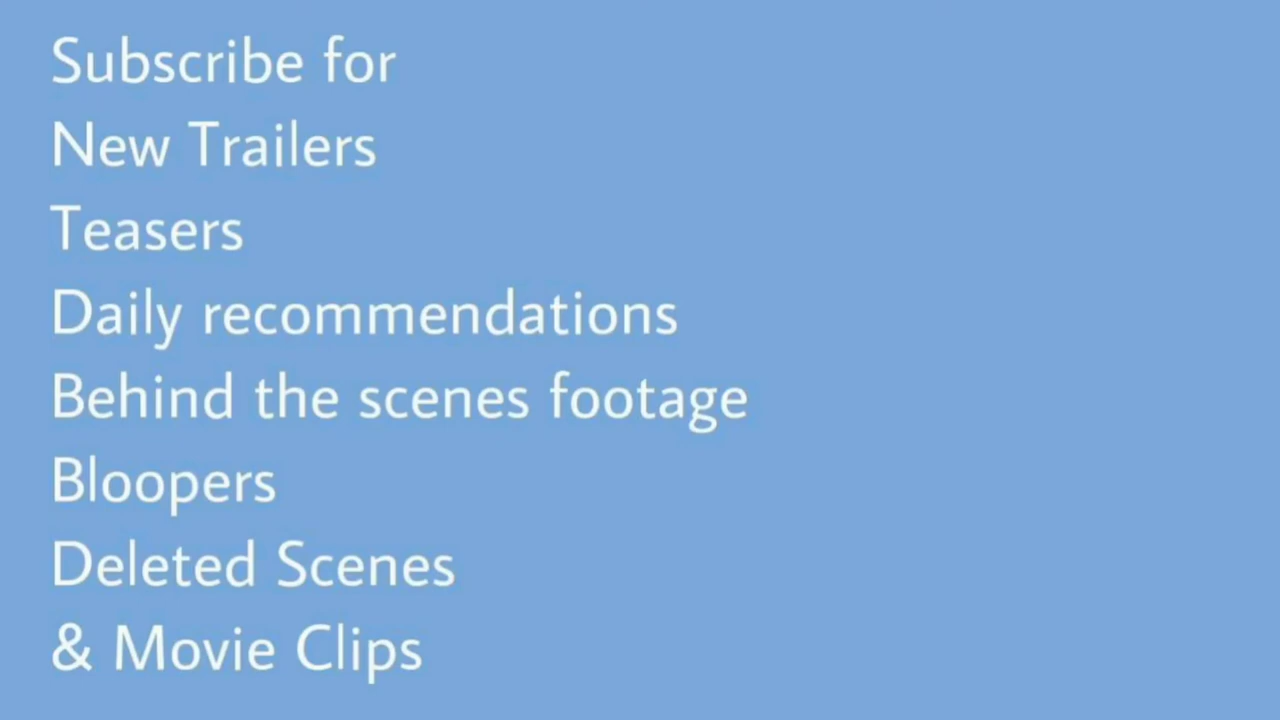 Subscribe for
New Trailers
Teasers
Daily recommendations
Behind the scenes footage
Bloopers
Deleted Scenes
& Movie Clips